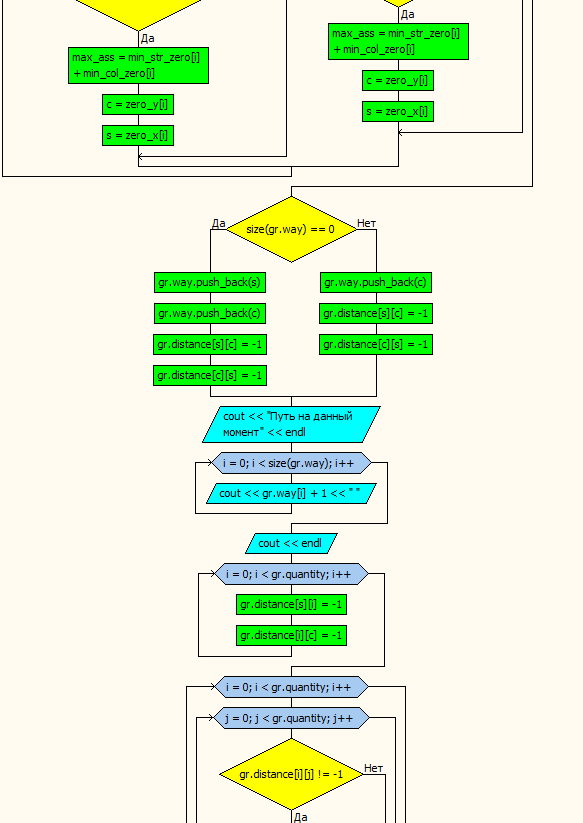 Да
max_ass = min_str_zero[i]
+ min_col_zero[i]
c = zero_y[i]
s = zero_x[i]
Да
max_ass = min_str_zero[i]
+ min_col_zero[i]
c = zero_y[i]
s = zero_x[i]
Да
size(gr.way) == 0
Нет
gr.way.push_back(s)
gr.way.push_back(c)
gr.distance[s][c] = -1
gr.distance[c][s] = -1
gr.way.push_back(c)
gr.distance[s][c] = -1
gr.distance[c][s] = -1
cout << "Путь на данный
момент" << endl
i = 0; i < size(gr.way); i++
cout << gr.way[i] + 1 << " "
cout << endl
i = 0; i < gr.quantity; i++
gr.distance[s][i] = -1
gr.distance[i][c] = -1
i = 0; i < gr.quantity; i++
j = 0; j < gr.quantity; j++
gr.distance[i][j] != -1
Нет
Да